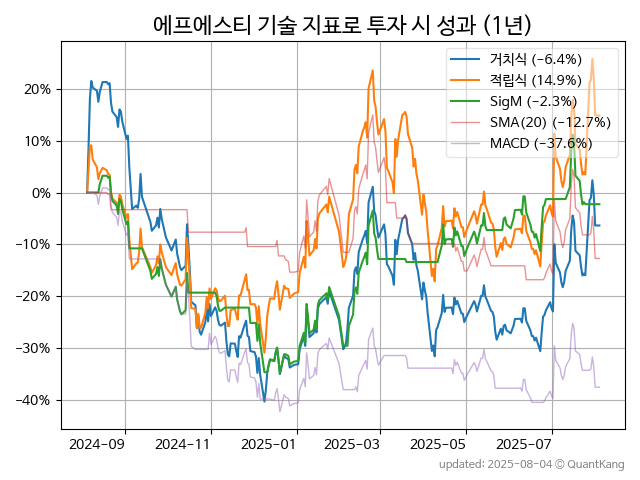 에프에스티 기술 지표로 투자 시 성과 (1년)
거치식 (−6.4%)
적립식 (14.9%)
SigM (−2.3%)
SMA(20) (−12.7%)
MACD (−37.6%)
20%
10%
0%
−10%
−20%
−30%
−40%
2024-09 2024-11 2025-01 2025-03 2025-05 2025-07
updated: 2025-08-04 © QuantKang